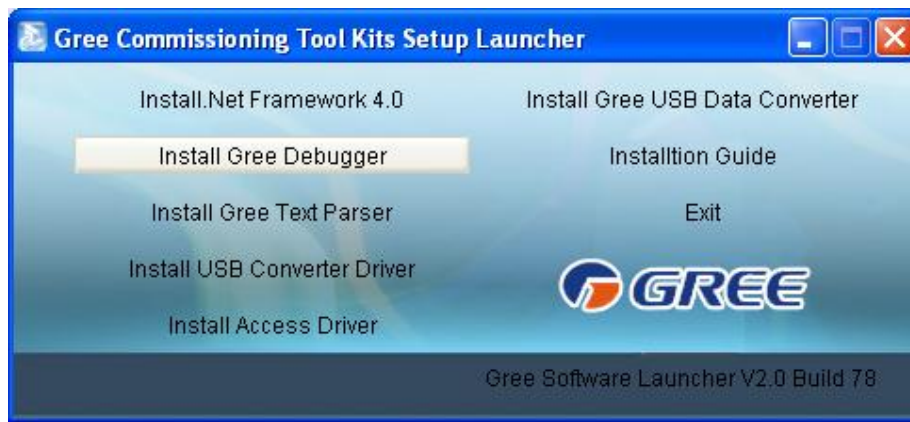 Gree Commissioning Tool Kits Setup Launcher
Install.Net Framework 4.0
Install Gree Debugger
Install Gree Text Parser
Install USB Converter Driver
Install Access Driver
Install Gree USB Data Converter
Installtion Guide
Exit
GREE
Gree Software Launcher V2.0 Build 78